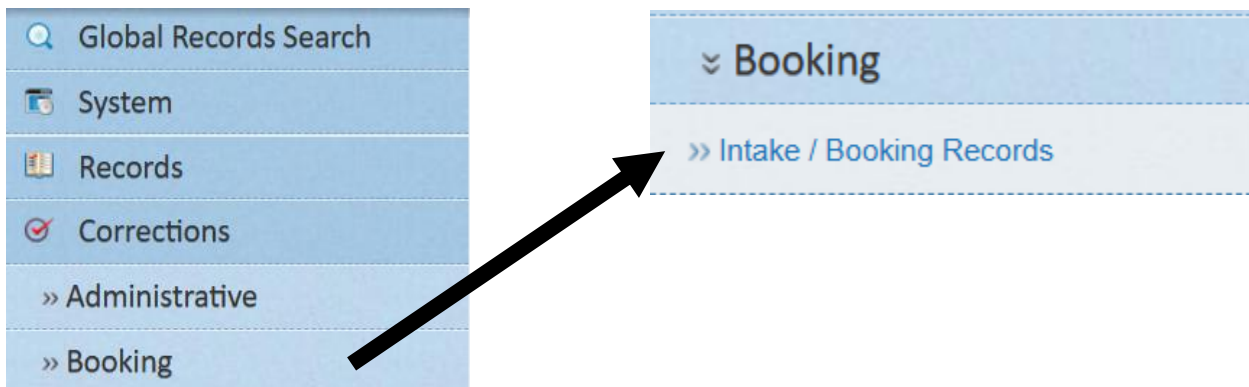 Global Records Search
System
Records
Corrections
» Administrative
» Booking
Booking
» Intake / Booking Records